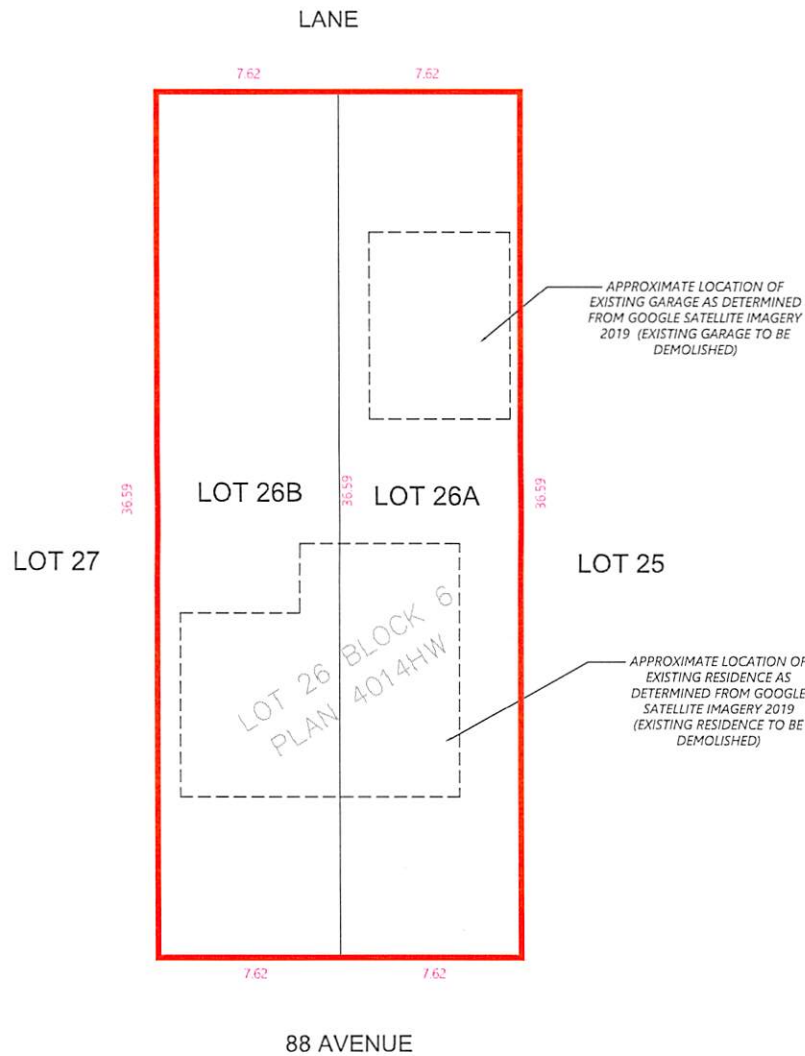 LANE
7.62
7.62
APPROXIMATE LOCATION OF
EXISTING GARAGE AS DETERMINED
FROM GOOGLE SATELLITE IMAGERY
2019 (EXISTING GARAGE TO BE
DEMOLISHED)
36.59
LOT 26B
36.59
LOT 26A
36.59
LOT 27
LOT 25
LOT 26 BLOCK 6
PLAN 4014HW
APPROXIMATE LOCATION OF
EXISTING RESIDENCE AS
DETERMINED FROM GOOGLE
SATELLITE IMAGERY 2019
(EXISTING RESIDENCE TO BE
DEMOLISHED)
7.62
7.62
88 AVENUE